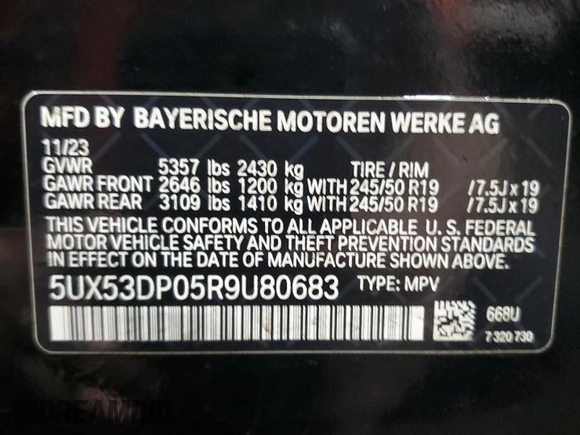 MFD BY BAYERISCHE MOTOREN WERKE AG
11/23
GVWR 5357 lbs 2430 kg TIRE / RIM
GAWR FRONT 2646 lbs 1200 kg WITH 245/50 R19 / 7.5J x 19
GAWR REAR 3109 lbs 1410 kg WITH 245/50 R19 / 7.5J x 19
THIS VEHICLE CONFORMS TO ALL APPLICABLE U. S. FEDERAL
MOTOR VEHICLE SAFETY AND THEFT PREVENTION STANDARDS
IN EFFECT ON THE DATE OF MANUFACTURE SHOWN ABOVE.
5UX53DP05R9U80683 TYPE: MPV
668U
7 320 730
DREAMBID